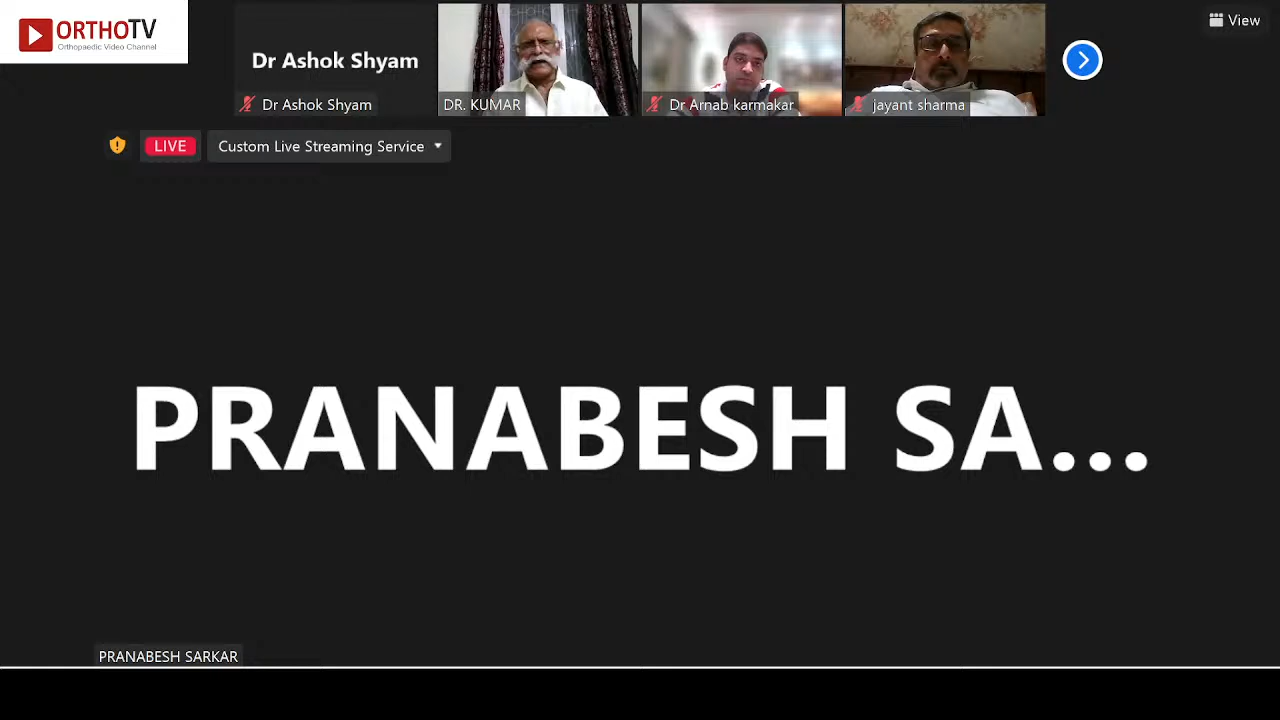 ORTHOTV
Orthopaedic Video Channel
Dr Ashok Shyam
Dr Ashok Shyam
DR. KUMAR
Dr Arnab karmakar
jayant sharma
View
LIVE
Custom Live Streaming Service
PRANABESH SA...
PRANABESH SARKAR